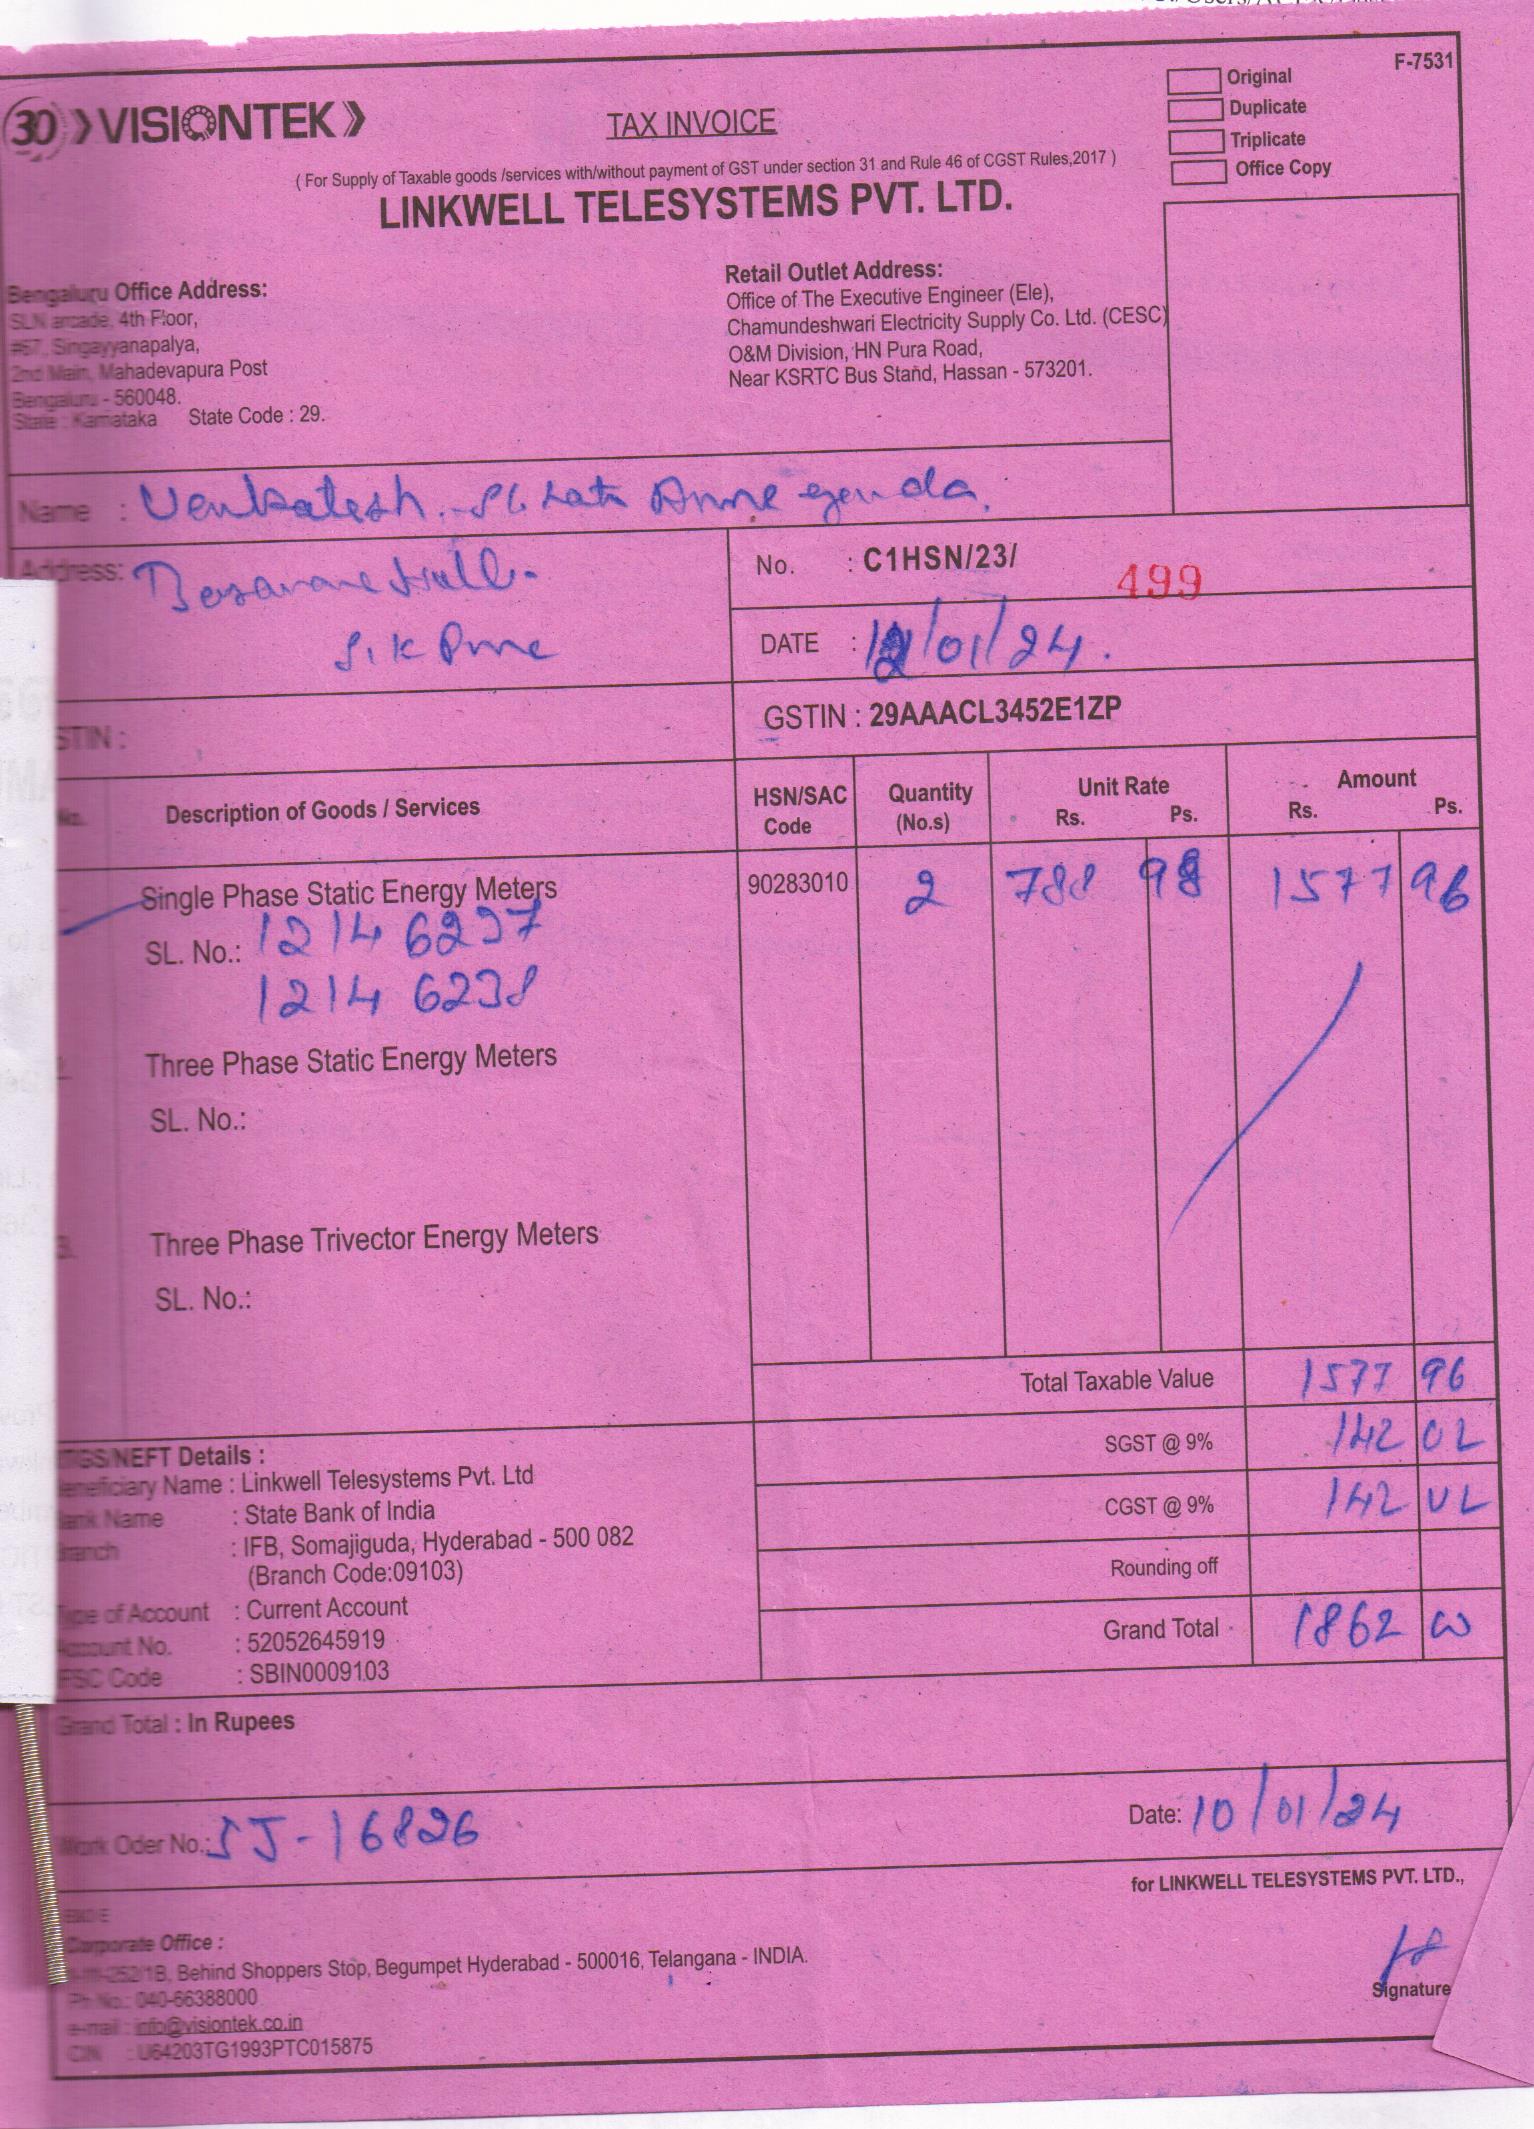 F-7531
Original
Duplicate
Triplicate
Office Copy
30 VISIONTEK
TAX INVOICE
( For Supply of Taxable goods /services with/without payment of GST under section 31 and Rule 46 of CGST Rules,2017 )
LINKWELL TELESYSTEMS PVT. LTD.
Bengaluru Office Address:
SLN arcade, 4th Floor,
#67, Singayyanapalya,
2nd Main, Mahadevapura Post
Bengaluru - 560048.
State : Karnataka State Code : 29.
Retail Outlet Address:
Office of The Executive Engineer (Ele),
Chamundeshwari Electricity Supply Co. Ltd. (CESC)
O&M Division, HN Pura Road,
Near KSRTC Bus Stand, Hassan - 573201.
Name : Venkatesh.
Address:
No. : C1HSN/23/ 499
DATE : /01/24.
STIN :
GSTIN : 29AAACL3452E1ZP
No. Description of Goods / Services HSN/SAC Code Quantity (No.s) Unit Rate Rs. Ps. Amount Rs. Ps.
Single Phase Static Energy Meters 90283010 2 788 98 1577 96
SL. No.: 12146237
12146238
Three Phase Static Energy Meters
SL. No.:
3. Three Phase Trivector Energy Meters
SL. No.:
Total Taxable Value 1577 96
SGST @ 9% 142 02
CGST @ 9% 142 02
Rounding off
Grand Total 1862 00
RTGS/NEFT Details :
Beneficiary Name : Linkwell Telesystems Pvt. Ltd
Bank Name : State Bank of India
Branch : IFB, Somajiguda, Hyderabad - 500 082
(Branch Code:09103)
Type of Account : Current Account
Account No. : 52052645919
IFSC Code : SBIN0009103
Grand Total : In Rupees
Work Oder No.: SJ-16826
Date: 10/01/24
for LINKWELL TELESYSTEMS PVT. LTD.,
Corporate Office :
Behind Shoppers Stop, Begumpet Hyderabad - 500016, Telangana - INDIA.
Ph No.: 040-66388000
e-mail : info@visiontek.co.in
CIN : U64203TG1993PTC015875
Signature